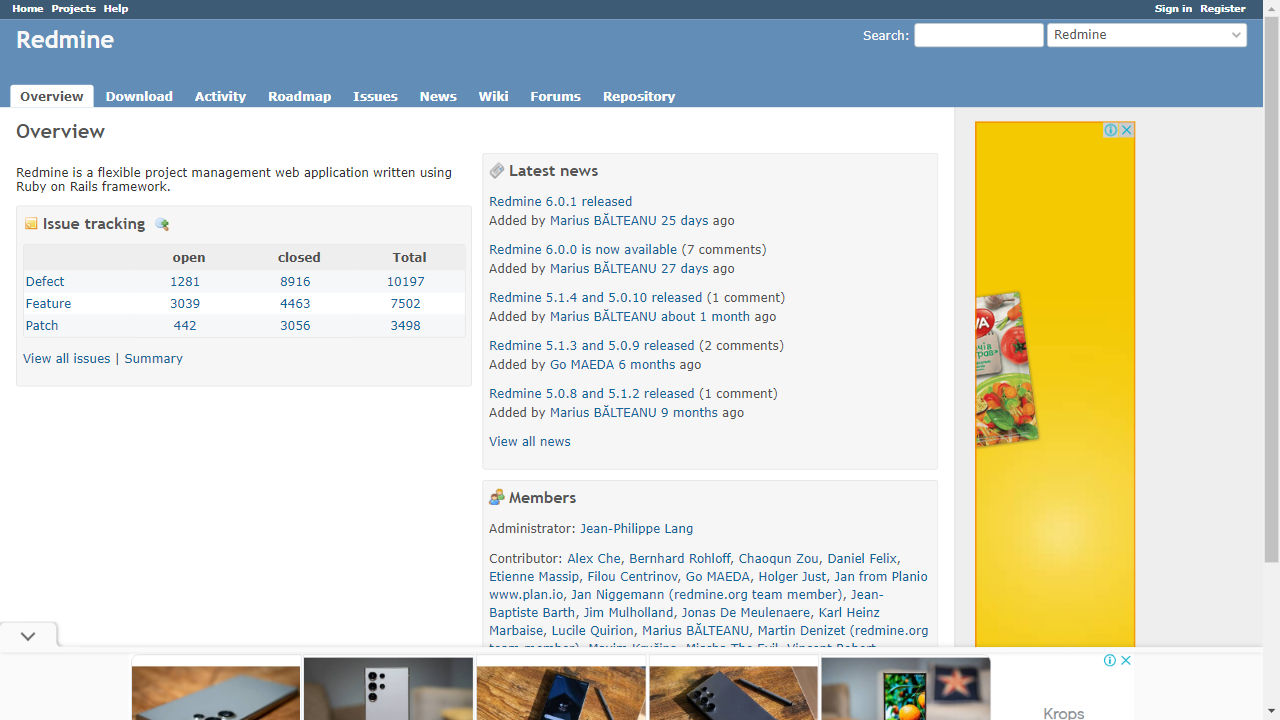 Home Projects Help
Sign in Register
Redmine
Search:
Redmine
Overview Download Activity Roadmap Issues News Wiki Forums Repository
Overview
Redmine is a flexible project management web application written using
Ruby on Rails framework.
Issue tracking
open closed Total
Defect 1281 8916 10197
Feature 3039 4463 7502
Patch 442 3056 3498
View all issues | Summary
Latest news
Redmine 6.0.1 released
Added by Marius BĂLTEANU 25 days ago
Redmine 6.0.0 is now available (7 comments)
Added by Marius BĂLTEANU 27 days ago
Redmine 5.1.4 and 5.0.10 released (1 comment)
Added by Marius BĂLTEANU about 1 month ago
Redmine 5.1.3 and 5.0.9 released (2 comments)
Added by Go MAEDA 6 months ago
Redmine 5.0.8 and 5.1.2 released (1 comment)
Added by Marius BĂLTEANU 9 months ago
View all news
Members
Administrator: Jean-Philippe Lang
Contributor: Alex Che, Bernhard Rohloff, Chaoqun Zou, Daniel Felix,
Etienne Massip, Filou Centrinov, Go MAEDA, Holger Just, Jan from Planio
www.plan.io, Jan Niggemann (redmine.org team member), Jean-
Baptiste Barth, Jim Mulholland, Jonas De Meulenaere, Karl Heinz
Marbaise, Lucile Quirion, Marius BĂLTEANU, Martin Denizet (redmine.org
Krops